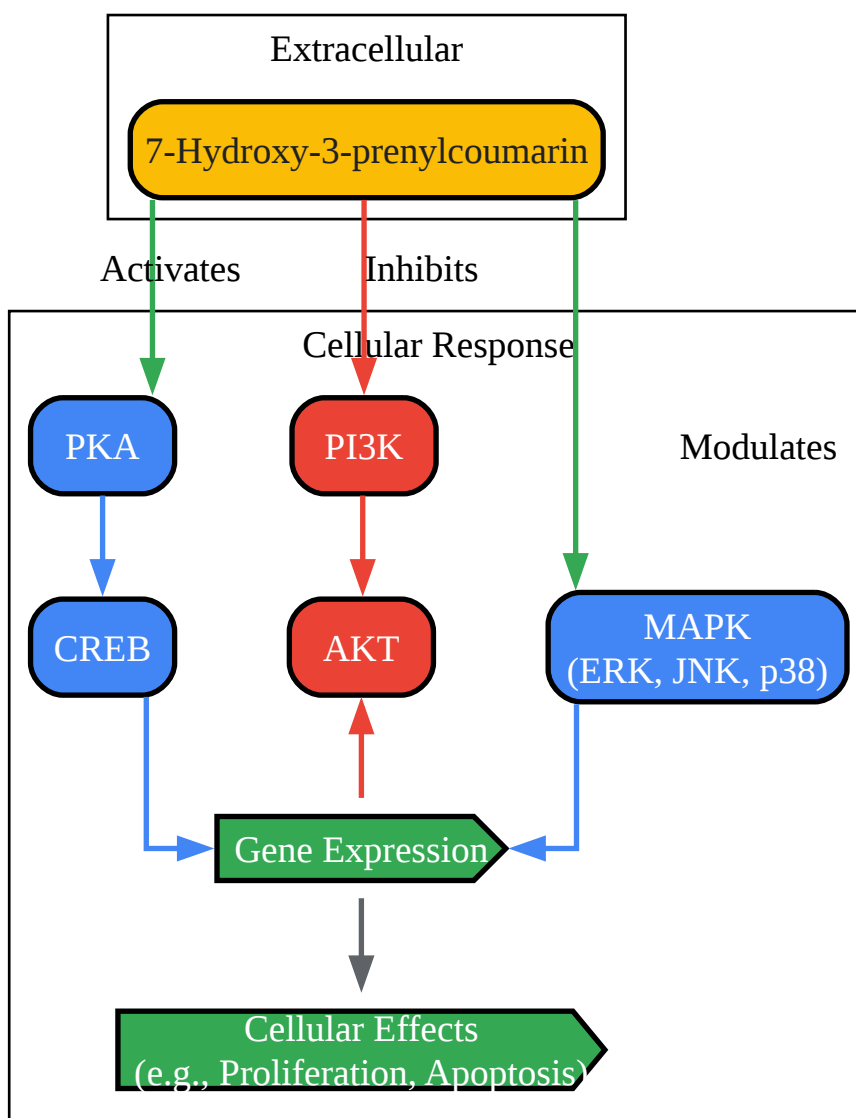 Extracellular
7-Hydroxy-3-prenylcoumarin
Activates
Inhibits
Cellular Response
PKA
PI3K
Modulates
CREB
AKT
MAPK
(ERK, JNK, p38)
Gene Expression
Cellular Effects
(e.g., Proliferation, Apoptosis)